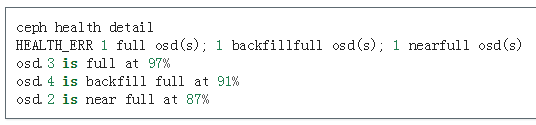 ceph health detail
HEALTH_ERR 1 full osd(s); 1 backfillfull osd(s); 1 nearfull osd(s)
osd.3 is full at 97%
osd.4 is backfill full at 91%
osd.2 is near full at 87%